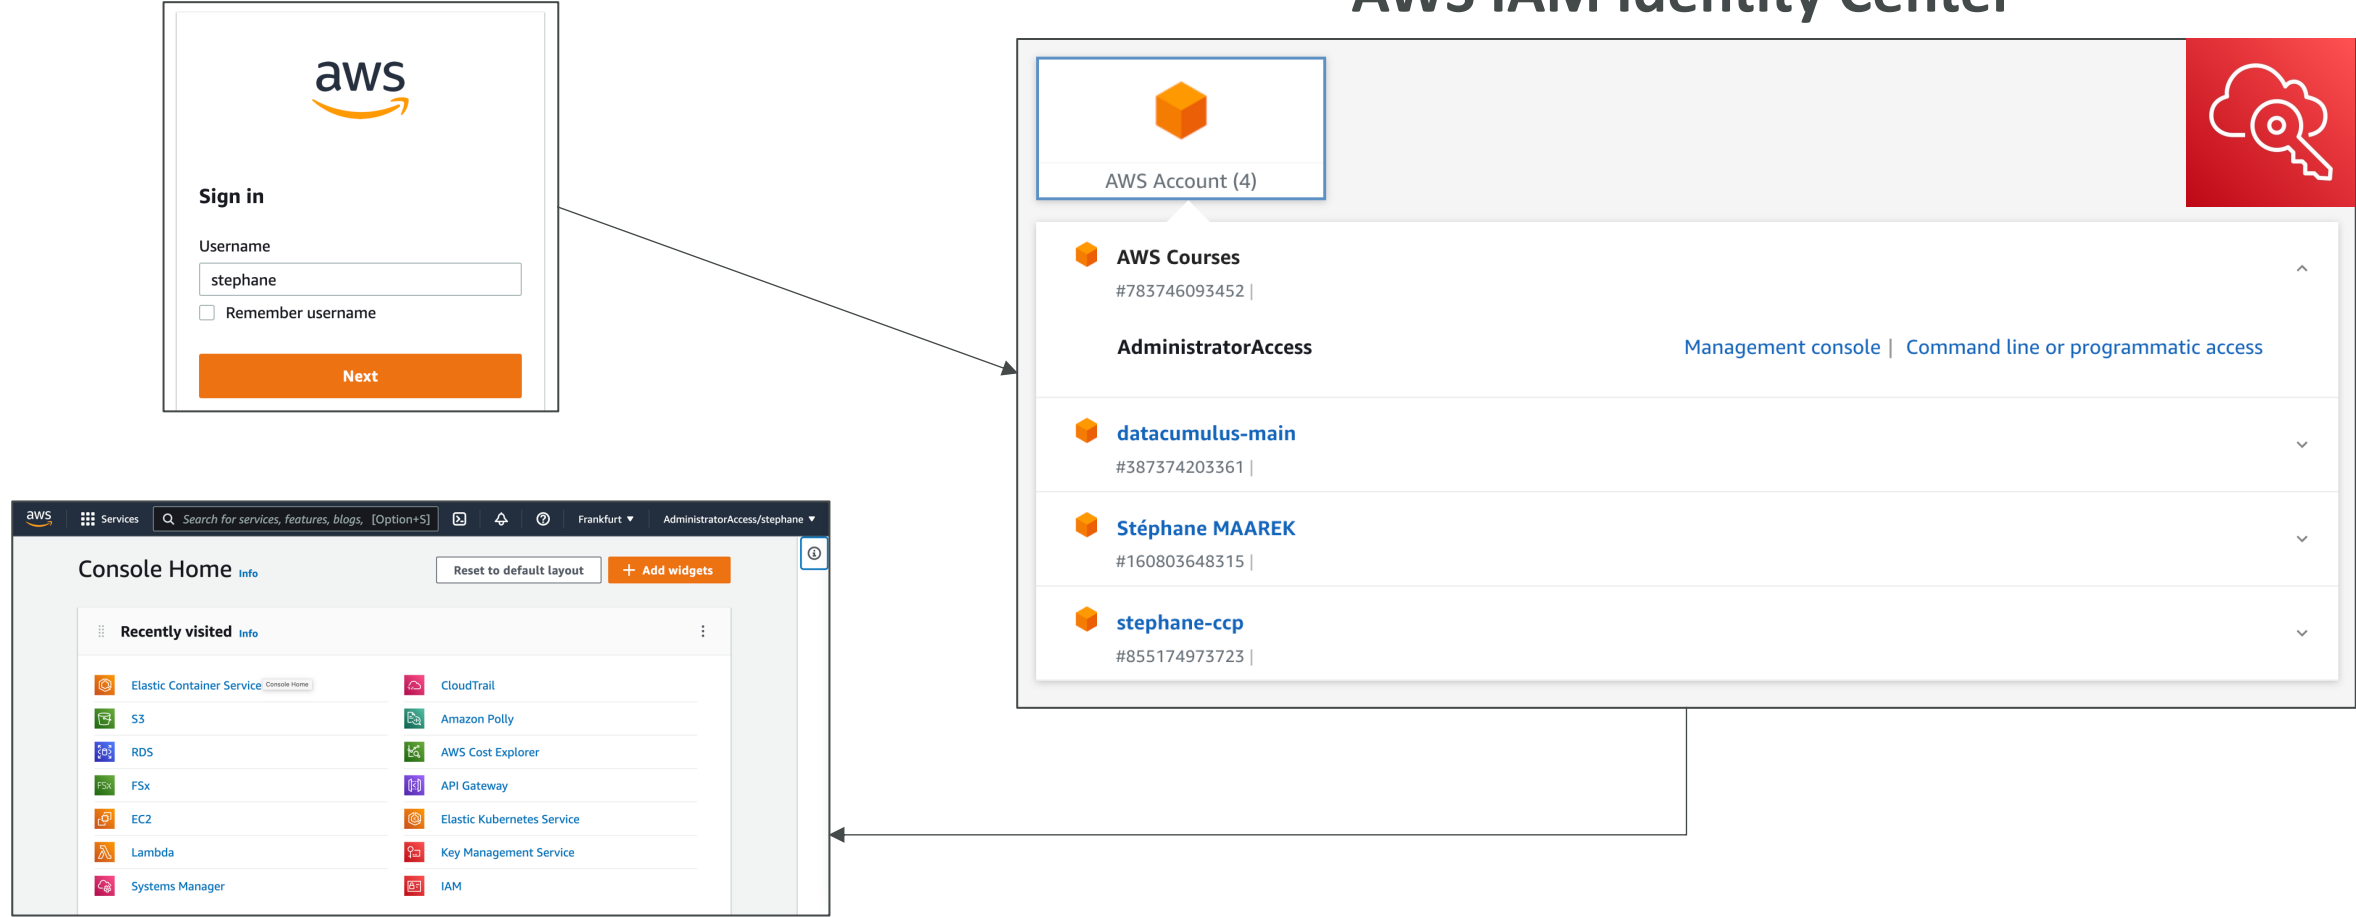 AWS IAM Identity Center
aws
Sign in
Username
stephane
Remember username
Next
AWS Account (4)
AWS Courses
#783746093452 |
AdministratorAccess
Management console | Command line or programmatic access
datacumulus-main
#387374203361 |
Stéphane MAAREK
#160803648315 |
stephane-ccp
#855174973723 |
aws
Services
Search for services, features, blogs, [Option+S]
Frankfurt ▼
AdministratorAccess/stephane ▼
Console Home Info
Reset to default layout
+ Add widgets
Recently visited Info
Elastic Container Service
Console Home
CloudTrail
S3
Amazon Polly
RDS
AWS Cost Explorer
FSx
FSx
API Gateway
EC2
Elastic Kubernetes Service
Lambda
Key Management Service
Systems Manager
IAM